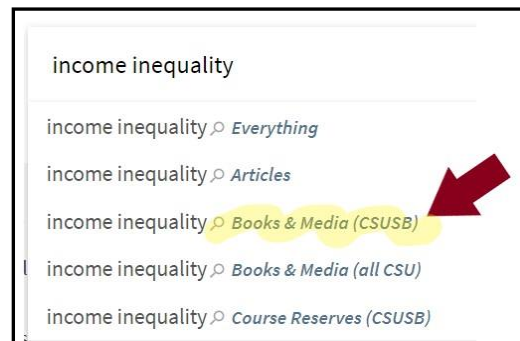 income inequality
income inequality Everything
income inequality Articles
income inequality Books & Media (CSUSB)
income inequality Books & Media (all CSU)
income inequality Course Reserves (CSUSB)